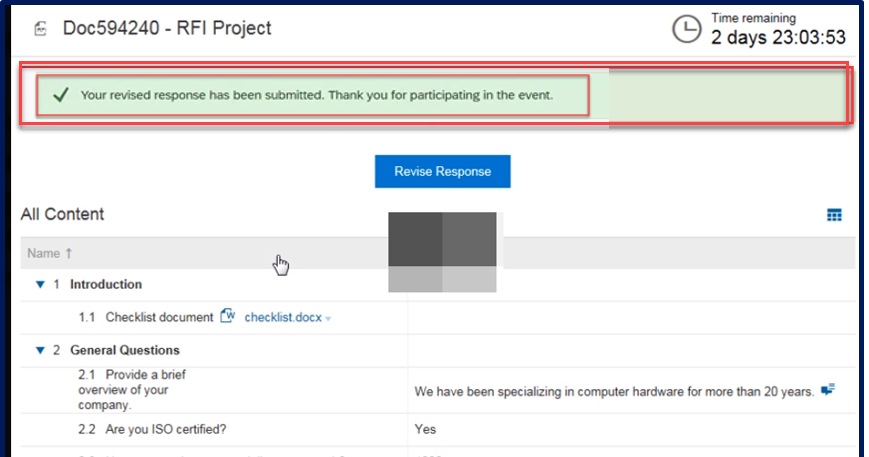 Doc594240 - RFI Project
Time remaining
2 days 23:03:53
Your revised response has been submitted. Thank you for participating in the event.
Revise Response
All Content
Name ↑
1 Introduction
1.1 Checklist document checklist.docx
2 General Questions
2.1 Provide a brief
overview of your
company.
We have been specializing in computer hardware for more than 20 years.
2.2 Are you ISO certified? Yes